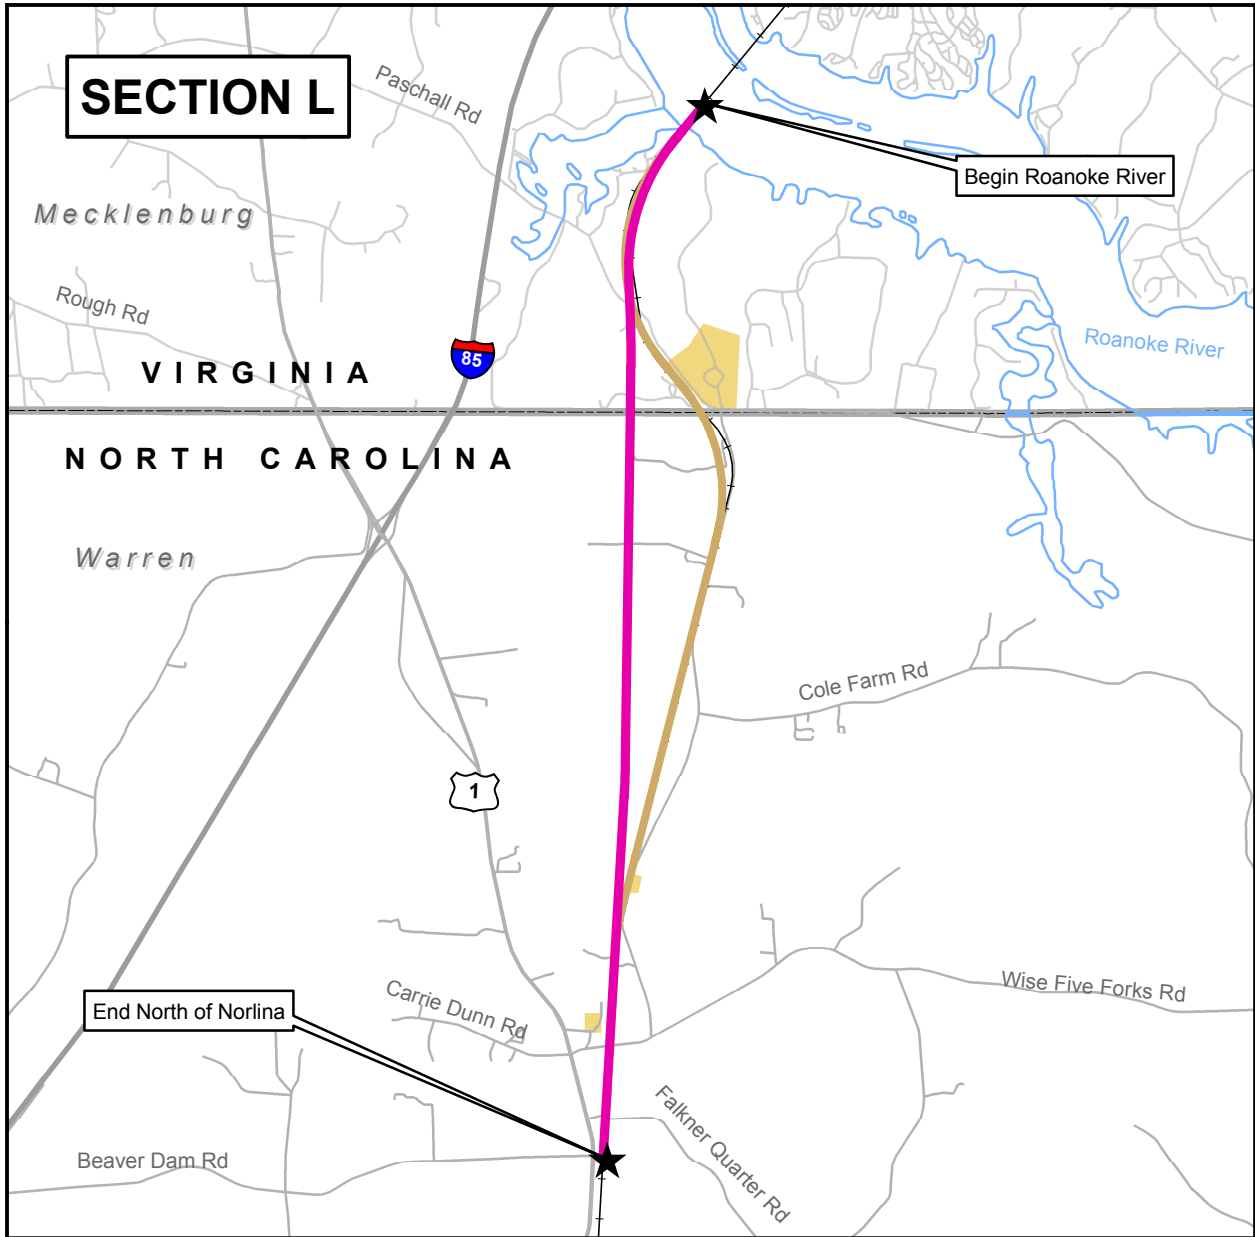 SECTION L
Paschall Rd
Begin Roanoke River
Mecklenburg
Rough Rd
Roanoke River
85
VIRGINIA
NORTH CAROLINA
Warren
Cole Farm Rd
1
Wise Five Forks Rd
Carrie Dunn Rd
End North of Norlina
Falkner Quarter Rd
Beaver Dam Rd